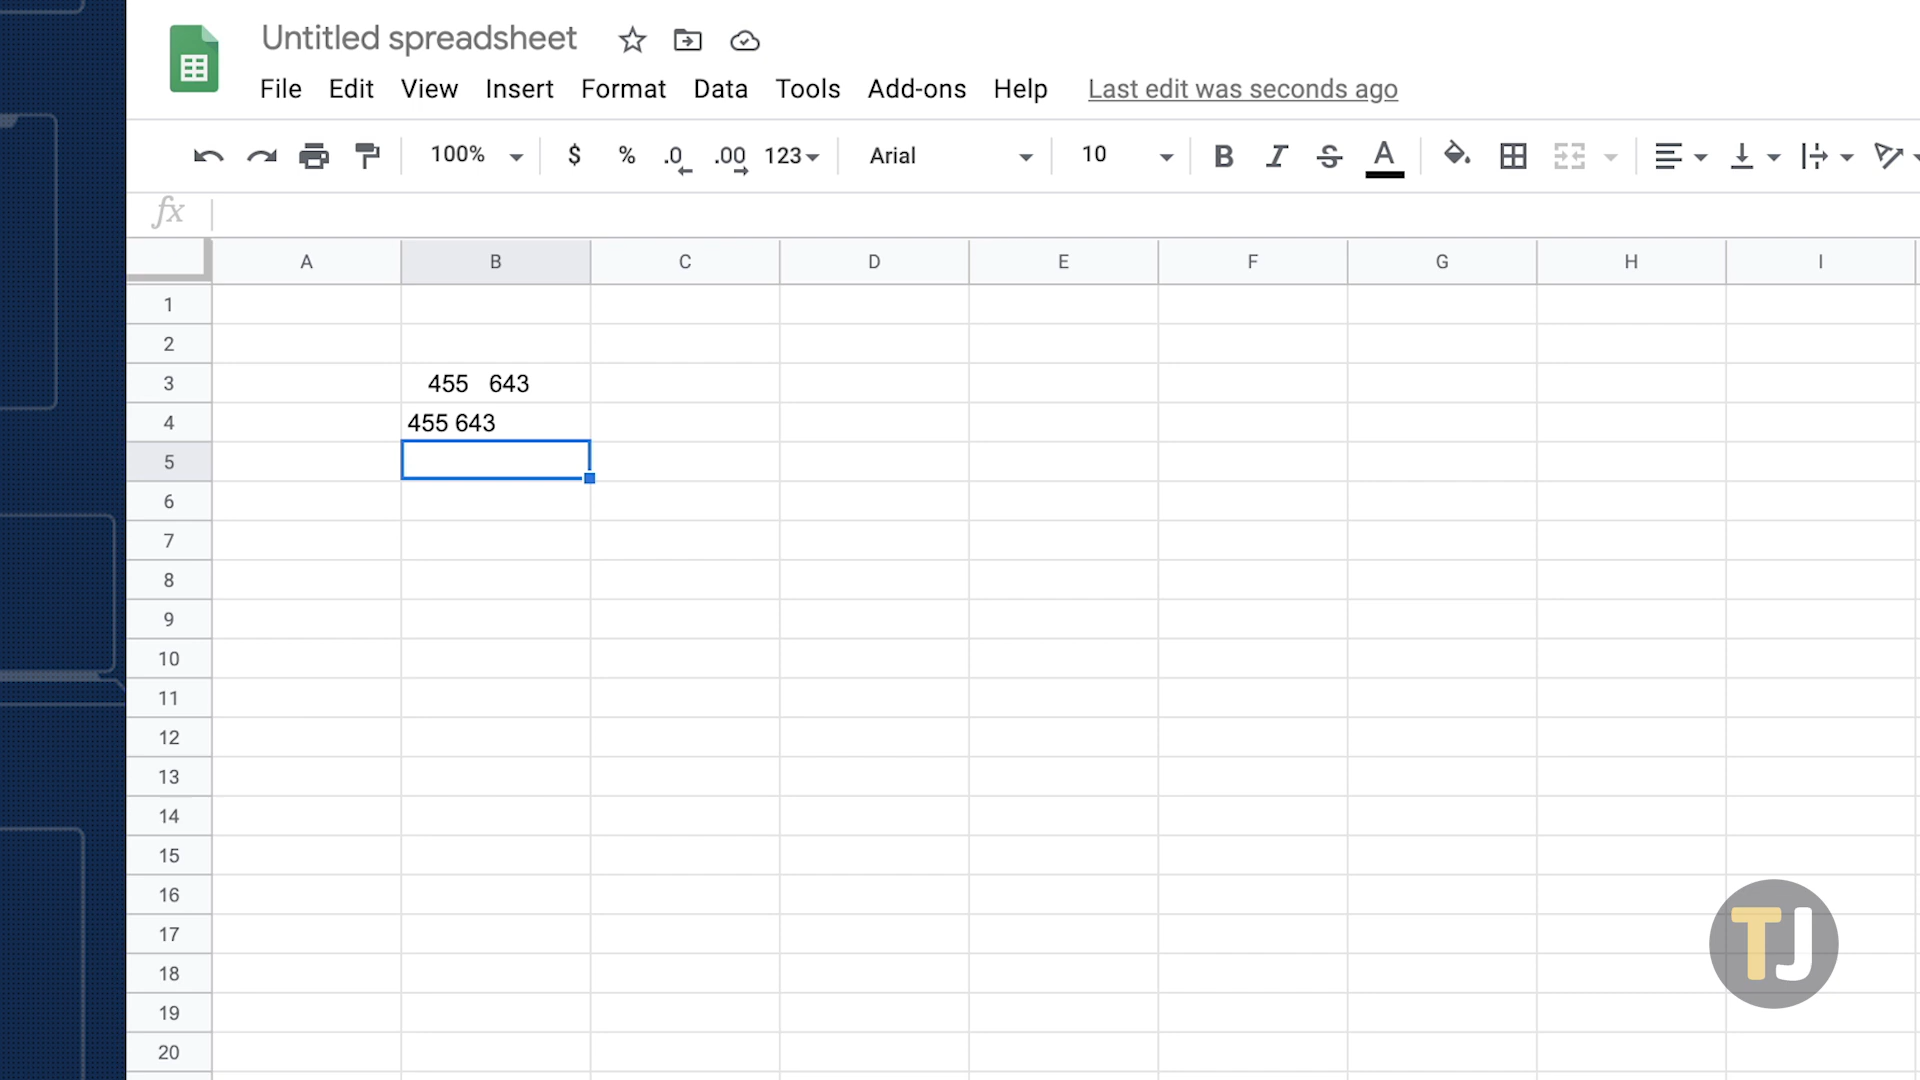 Untitled spreadsheet
File Edit View Insert Format Data Tools Add-ons Help Last edit was seconds ago
100% $ % .0 .00 123 Arial 10 B I S A
fx
A B C D E F G H I
1
2
3 455 643
4 455 643
5
6
7
8
9
10
11
12
13
14
15
16
17
18
19
20
TJ